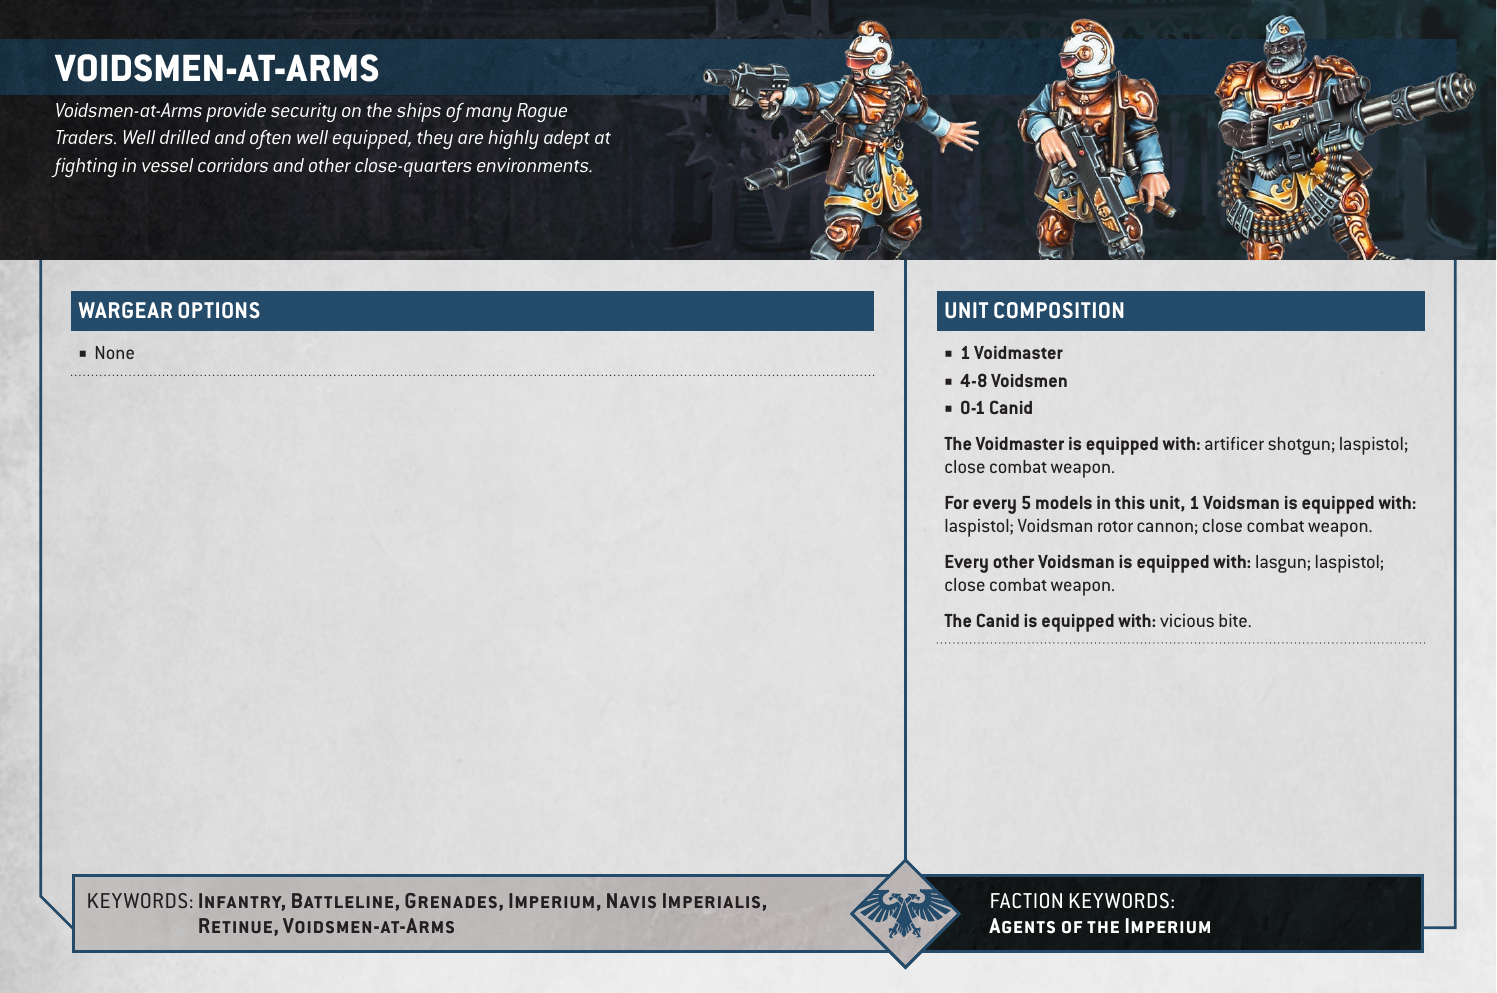 VOIDSMEN-AT-ARMS
Voidsmen-at-Arms provide security on the ships of many Rogue
Traders. Well drilled and often well equipped, they are highly adept at
fighting in vessel corridors and other close-quarters environments.
WARGEAR OPTIONS
▪ None
UNIT COMPOSITION
▪ 1 Voidmaster
▪ 4-8 Voidsmen
▪ 0-1 Canid
The Voidmaster is equipped with: artificer shotgun; laspistol;
close combat weapon.
For every 5 models in this unit, 1 Voidsman is equipped with:
laspistol; Voidsman rotor cannon; close combat weapon.
Every other Voidsman is equipped with: lasgun; laspistol;
close combat weapon.
The Canid is equipped with: vicious bite.
KEYWORDS: Infantry, Battleline, Grenades, Imperium, Navis Imperialis,
Retinue, Voidsmen-at-Arms
FACTION KEYWORDS:
Agents of the Imperium